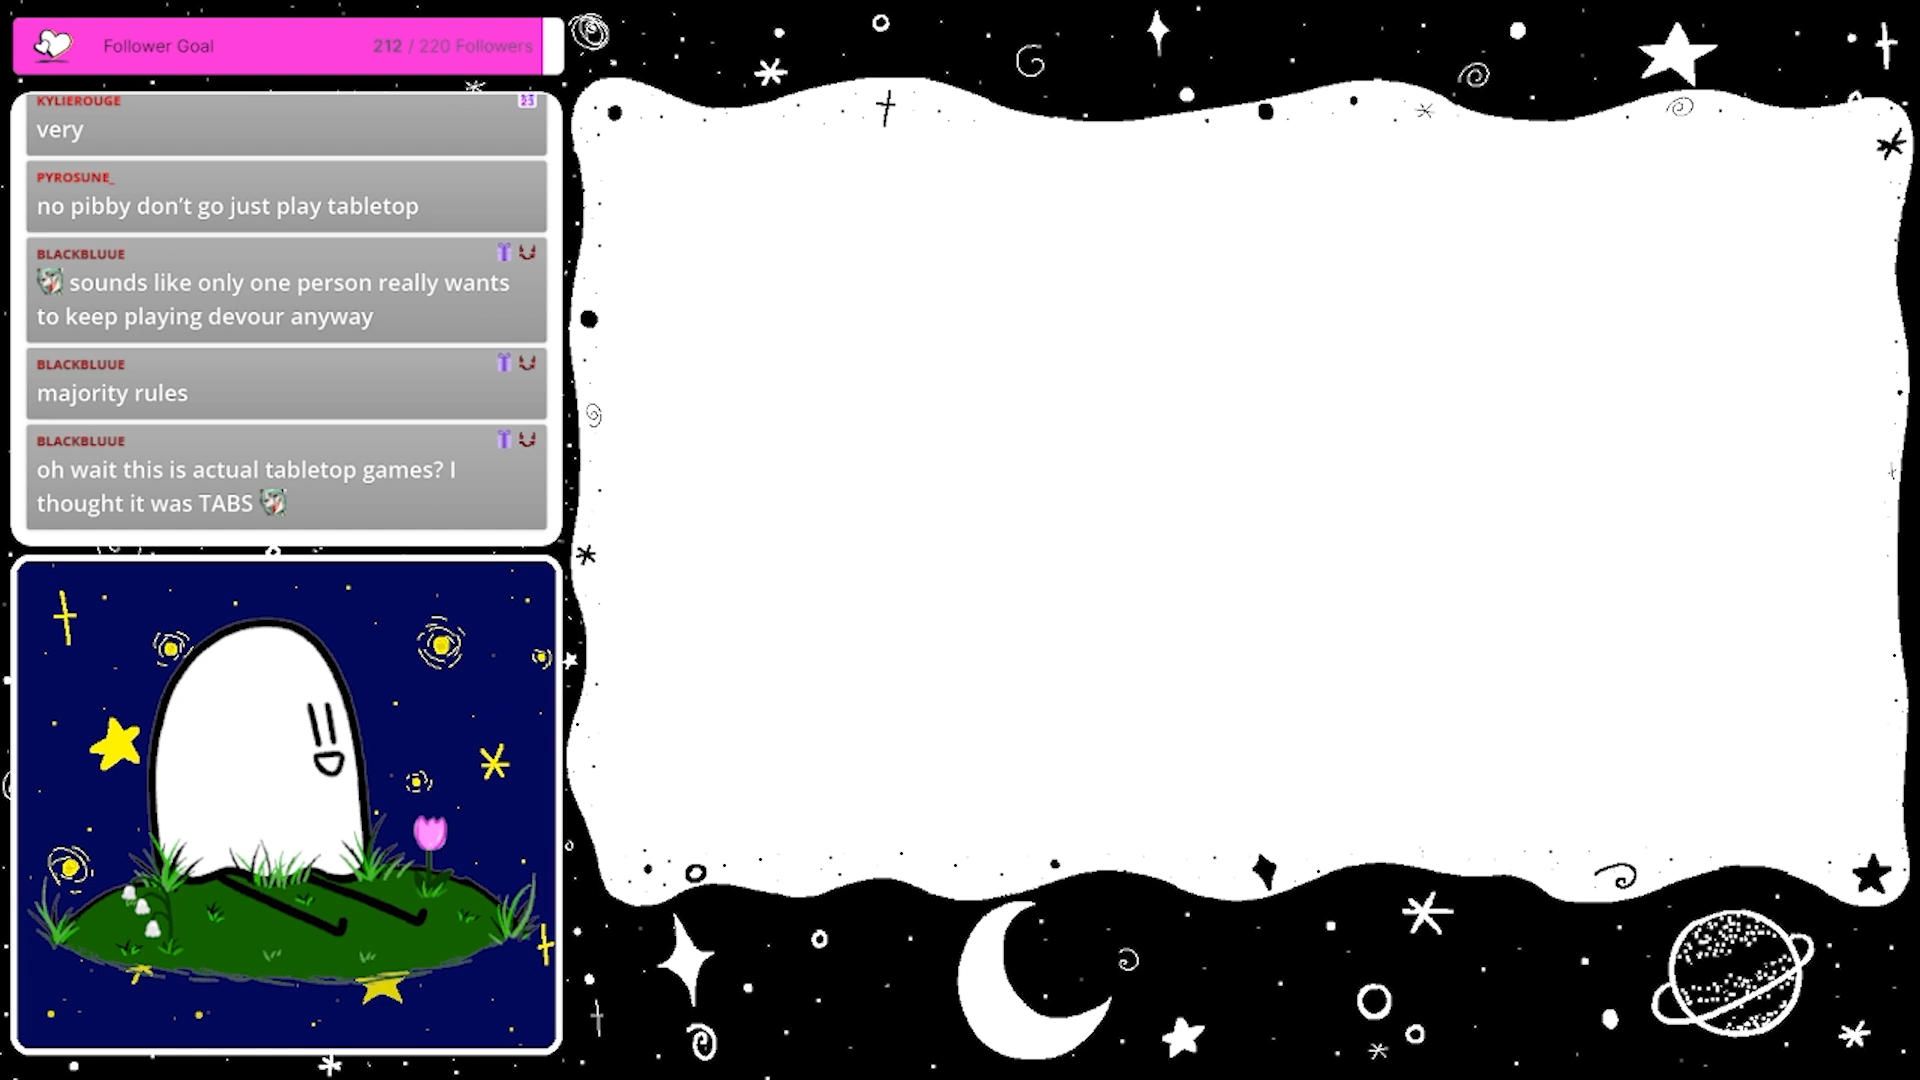 Follower Goal
212 / 220 Followers
KYLIEROUGE
23
very
PYROSUNE_
no pibby don't go just play tabletop
BLACKBLUUE
sounds like only one person really wants
to keep playing devour anyway
BLACKBLUUE
majority rules
BLACKBLUUE
oh wait this is actual tabletop games? I
thought it was TABS